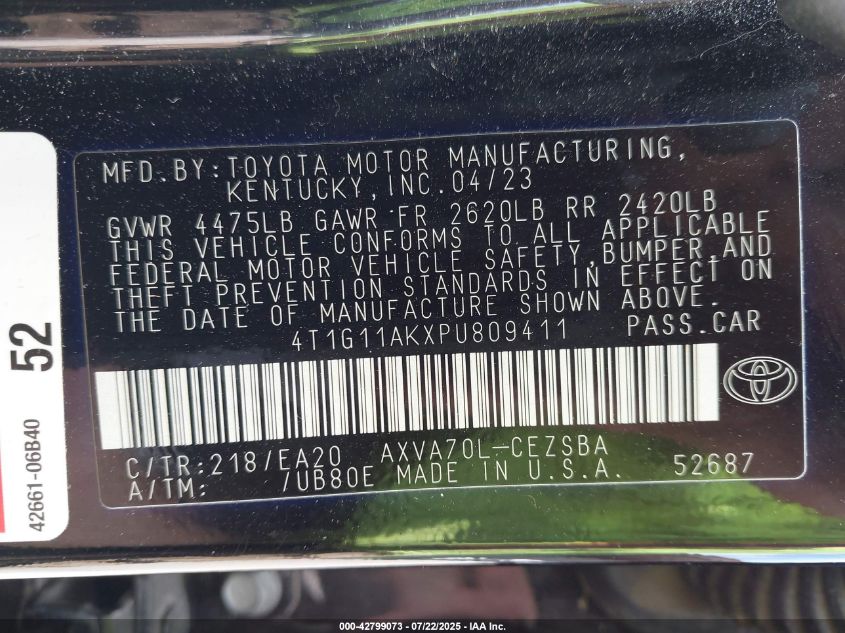 MFD.BY:TOYOTA MOTOR MANUFACTURING,
KENTUCKY,INC.04/23
GVWR 4475LB GAWR FR 2620LB RR 2420LB
THIS VEHICLE CONFORMS TO ALL APPLICABLE
FEDERAL MOTOR VEHICLE SAFETY,BUMPER,AND
THEFT PREVENTION STANDARDS IN EFFECT ON
THE DATE OF MANUFACTURE SHOWN ABOVE.
4T1G11AKXPU809411 PASS.CAR
C/TR:218/EA20 AXVA70L-CEZSBA
A/TM: /UB80E MADE IN U.S.A. 52687
52
42661-06B40
000-42799073 - 07/22/2025 - IAA Inc.